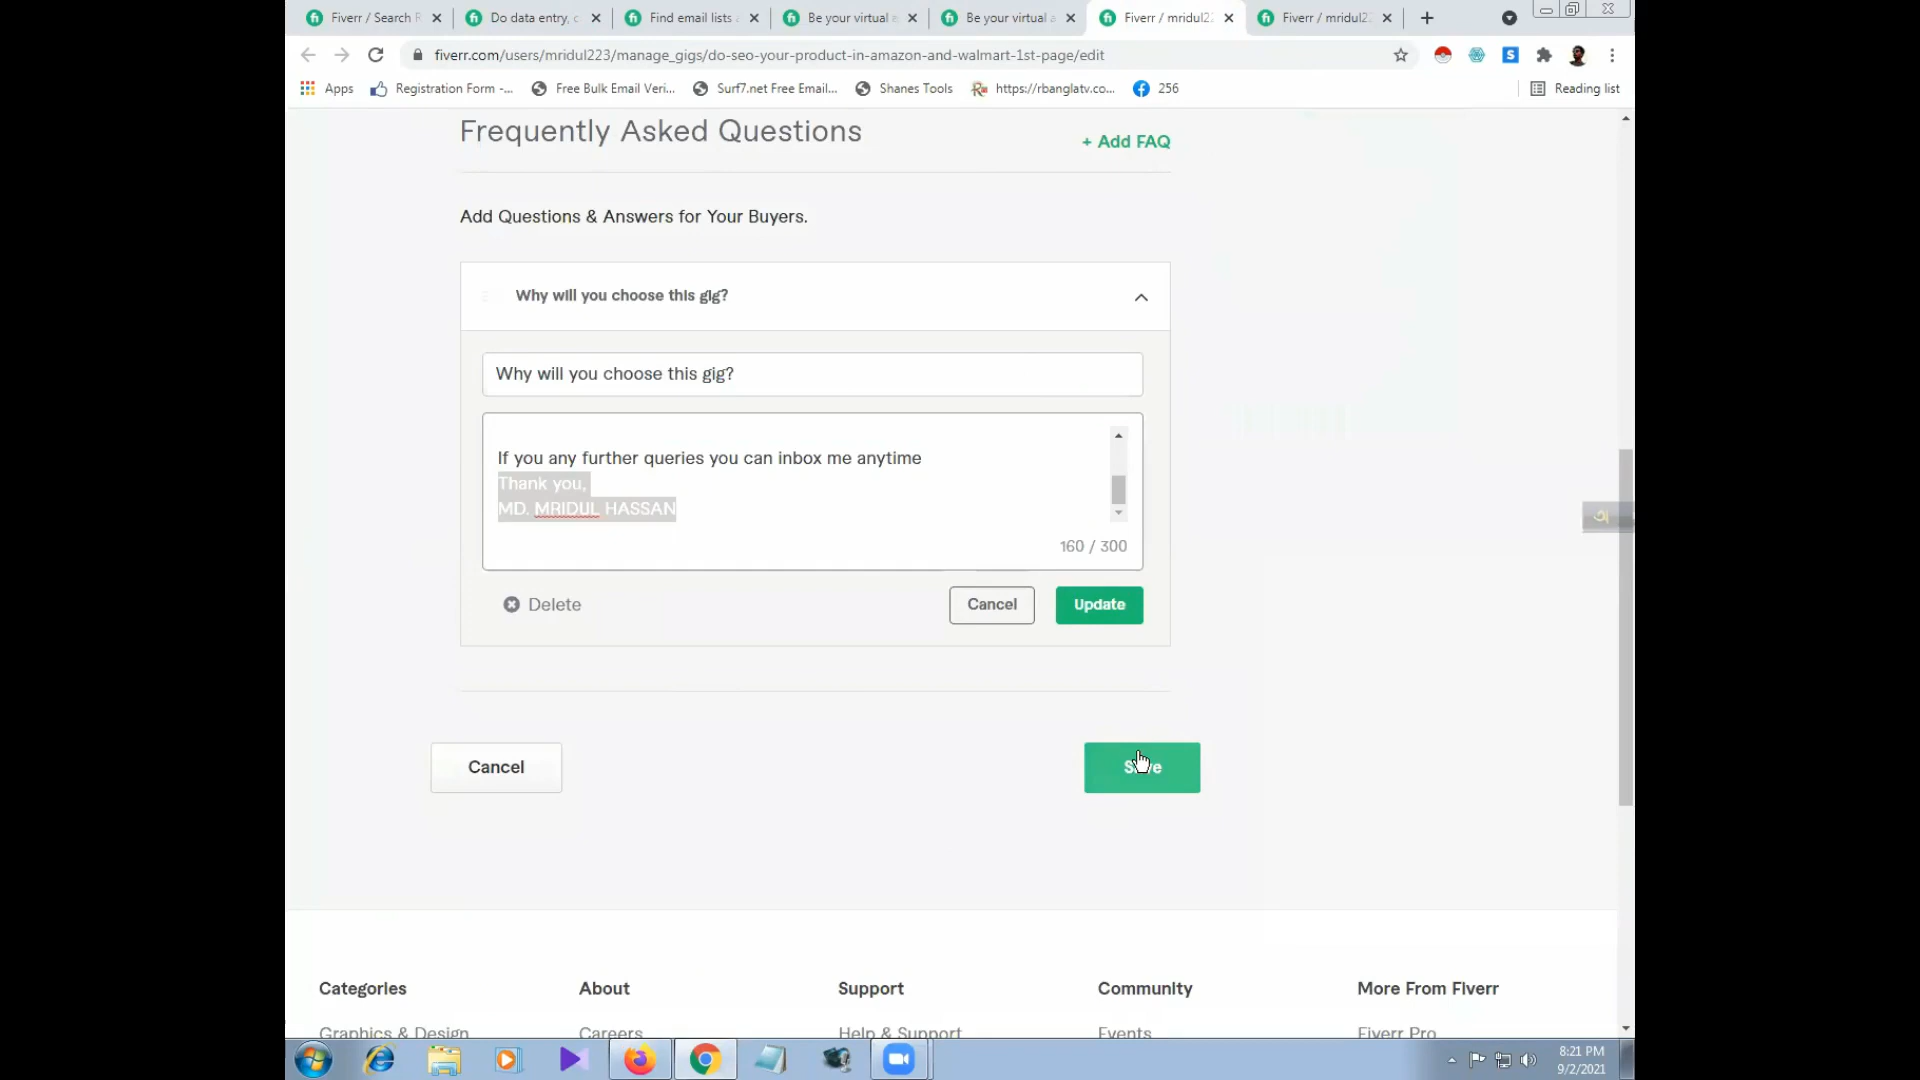 Fiverr / Search R
Do data entry, c
Find email lists a
Be your virtual a
Be your virtual a
Fiverr / mridul22
Fiverr / mridul22
fiverr.com/users/mridul223/manage_gigs/do-seo-your-product-in-amazon-and-walmart-1st-page/edit
Apps
Registration Form -...
Free Bulk Email Veri...
Surf7.net Free Email...
Shanes Tools
https://rbanglatv.co...
256
Reading list
Frequently Asked Questions
+ Add FAQ
Add Questions & Answers for Your Buyers.
Why will you choose this gig?
Why will you choose this gig?
If you any further queries you can inbox me anytime
Thank you,
MD. MRIDUL HASSAN
160 / 300
Delete
Cancel
Update
Cancel
Save
Categories
About
Support
Community
More From Fiverr
Graphics & Design
Careers
Help & Support
Events
Fiverr Pro
8:21 PM
9/2/2021